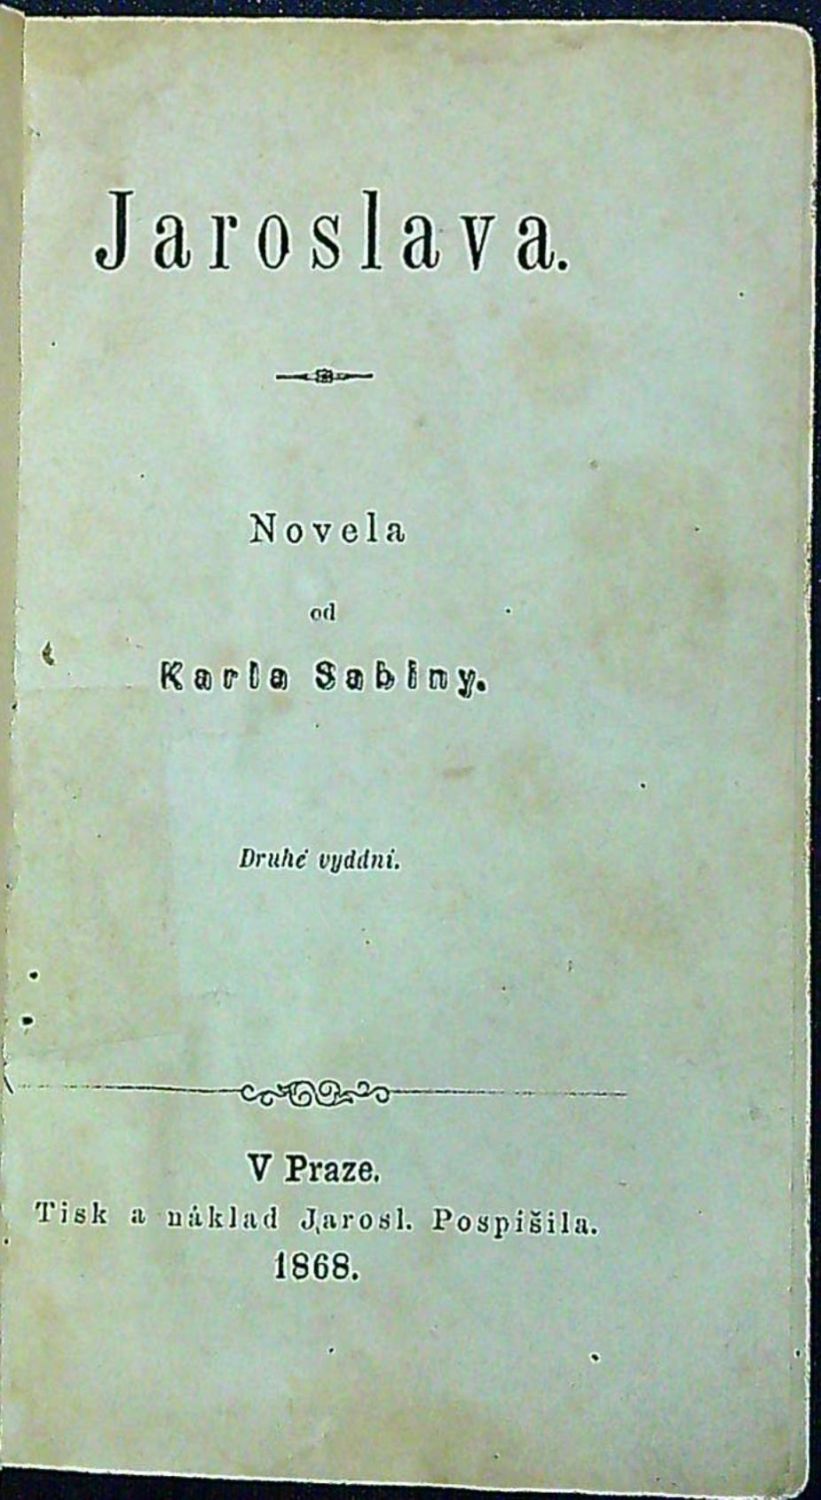 Jaroslava.
Novela
od
Karla Sabiny.
Druhé vydání.
V Praze.
Tisk a náklad Jarosl. Pospíšila.
1868.